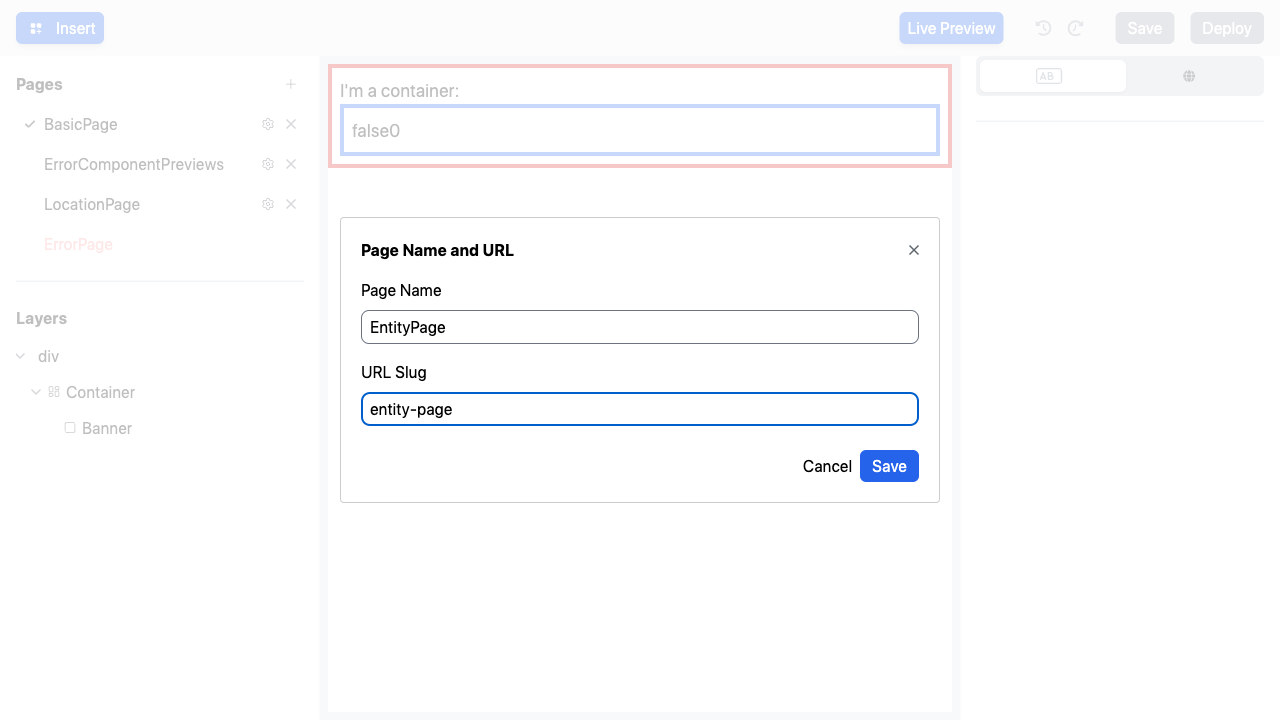 Insert
Live Preview
Save
Deploy
Pages
BasicPage
ErrorComponentPreviews
LocationPage
ErrorPage
Layers
div
Container
Banner
I'm a container:
false0
AB
Page Name and URL
Page Name
EntityPage
URL Slug
entity-page
Cancel
Save